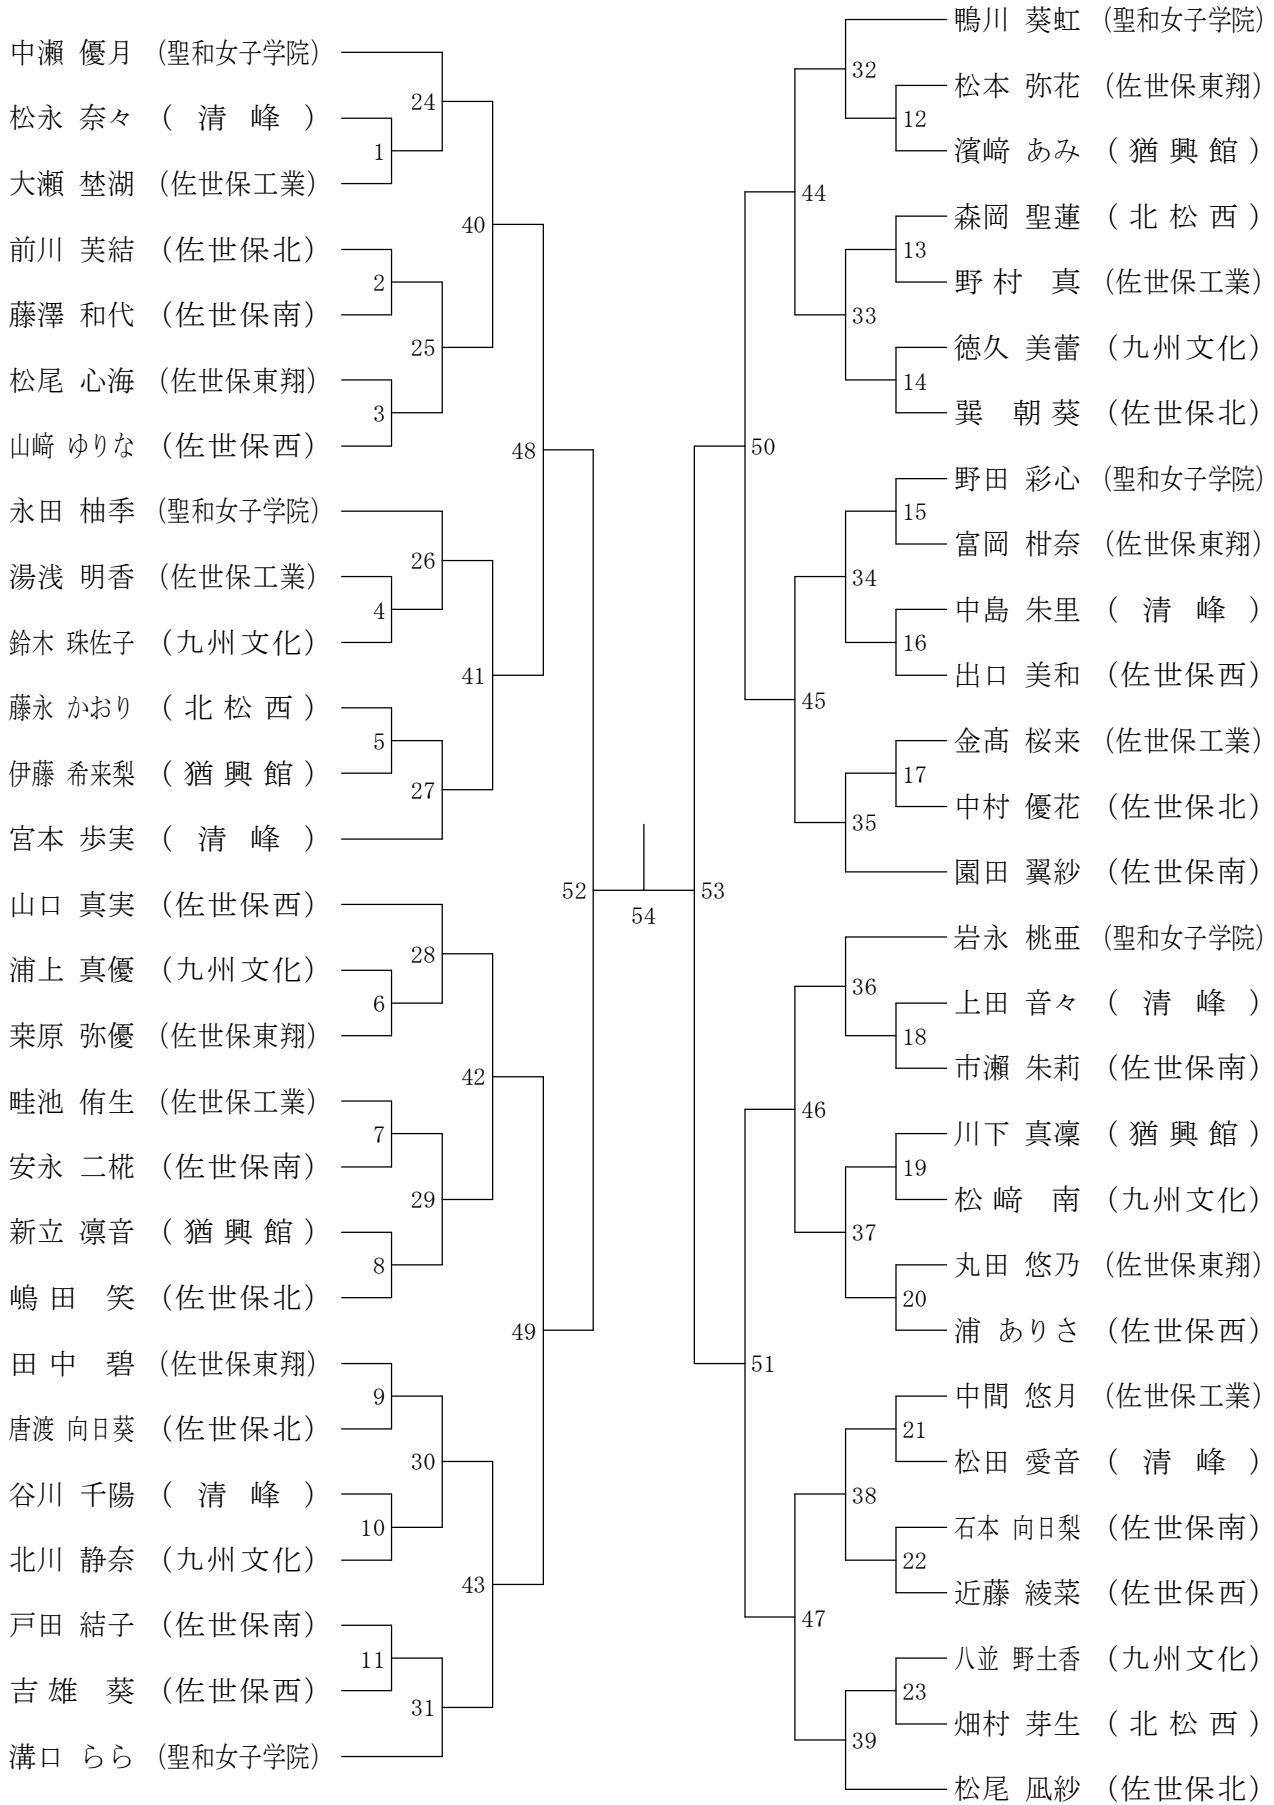 中瀬 優月 (聖和女子学院)
松永 奈々 ( 清 峰 )
大瀬 埜湖 (佐世保工業)
前川 芙結 (佐世保北)
藤澤 和代 (佐世保南)
松尾 心海 (佐世保東翔)
山﨑 ゆりな (佐世保西)
永田 柚季 (聖和女子学院)
湯浅 明香 (佐世保工業)
鈴木 珠佐子 (九州文化)
藤永 かおり ( 北 松 西 )
伊藤 希来梨 ( 猶 興 館 )
宮本 歩実 ( 清 峰 )
山口 真実 (佐世保西)
浦上 真優 (九州文化)
桒原 弥優 (佐世保東翔)
畦池 侑生 (佐世保工業)
安永 二椛 (佐世保南)
新立 凛音 ( 猶 興 館 )
嶋 田 笑 (佐世保北)
田 中 碧 (佐世保東翔)
唐渡 向日葵 (佐世保北)
谷川 千陽 ( 清 峰 )
北川 静奈 (九州文化)
戸田 結子 (佐世保南)
吉 雄 葵 (佐世保西)
溝口 らら (聖和女子学院)
1
2
3
4
5
6
7
8
9
10
11
24
25
26
27
28
29
30
31
40
41
42
43
48
49
52
54
53
50
51
44
45
46
47
32
33
34
35
36
37
38
39
12
13
14
15
16
17
18
19
20
21
22
23
鴨川 葵虹 (聖和女子学院)
松本 弥花 (佐世保東翔)
濱﨑 あみ ( 猶 興 館 )
森岡 聖蓮 ( 北 松 西 )
野 村 真 (佐世保工業)
徳久 美蕾 (九州文化)
巽 朝葵 (佐世保北)
野田 彩心 (聖和女子学院)
富岡 柑奈 (佐世保東翔)
中島 朱里 ( 清 峰 )
出口 美和 (佐世保西)
金髙 桜来 (佐世保工業)
中村 優花 (佐世保北)
園田 翼紗 (佐世保南)
岩永 桃亜 (聖和女子学院)
上田 音々 ( 清 峰 )
市瀬 朱莉 (佐世保南)
川下 真凜 ( 猶 興 館 )
松 﨑 南 (九州文化)
丸田 悠乃 (佐世保東翔)
浦 ありさ (佐世保西)
中間 悠月 (佐世保工業)
松田 愛音 ( 清 峰 )
石本 向日梨 (佐世保南)
近藤 綾菜 (佐世保西)
八並 野土香 (九州文化)
畑村 芽生 ( 北 松 西 )
松尾 凪紗 (佐世保北)